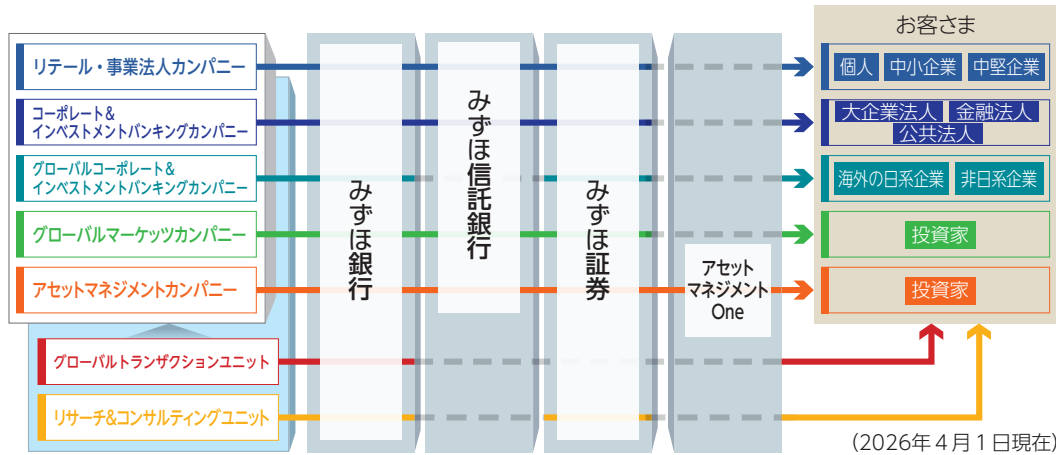 お客さま
リテール・事業法人カンパニー
個人 中小企業 中堅企業
コーポレート&
インベストメントバンキングカンパニー
大企業法人 金融法人
公共法人
グローバルコーポレート&
インベストメントバンキングカンパニー
海外の日系企業 非日系企業
グローバルマーケッツカンパニー
投資家
アセットマネジメントカンパニー
投資家
グローバルトランザクションユニット
リサーチ&コンサルティングユニット
みずほ銀行
みずほ信託銀行
みずほ証券
アセット
マネジメント
One
(2026年4月1日現在)